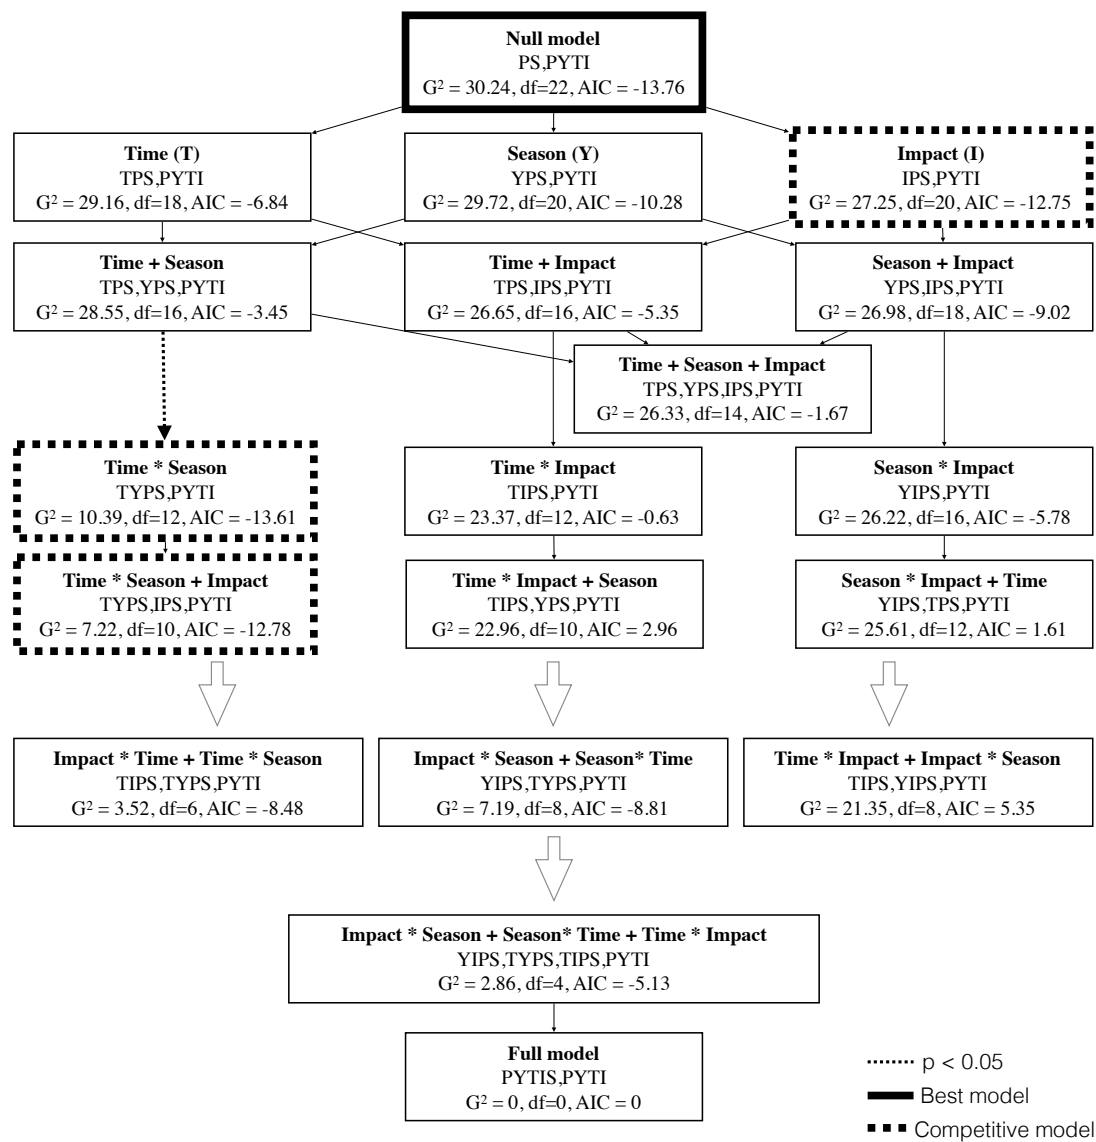 Null model
PS,PYTI
G² = 30.24, df=22, AIC = -13.76
Time (T)
TPS,PYTI
G² = 29.16, df=18, AIC = -6.84
Season (Y)
YPS,PYTI
G² = 29.72, df=20, AIC = -10.28
Impact (I)
IPS,PYTI
G² = 27.25, df=20, AIC = -12.75
Time + Season
TPS,YPS,PYTI
G² = 28.55, df=16, AIC = -3.45
Time + Impact
TPS,IPS,PYTI
G² = 26.65, df=16, AIC = -5.35
Season + Impact
YPS,IPS,PYTI
G² = 26.98, df=18, AIC = -9.02
Time + Season + Impact
TPS,YPS,IPS,PYTI
G² = 26.33, df=14, AIC = -1.67
Time * Season
TYPS,PYTI
G² = 10.39, df=12, AIC = -13.61
Time * Impact
TIPS,PYTI
G² = 23.37, df=12, AIC = -0.63
Season * Impact
YIPS,PYTI
G² = 26.22, df=16, AIC = -5.78
Time * Season + Impact
TYPS,IPS,PYTI
G² = 7.22, df=10, AIC = -12.78
Time * Impact + Season
TIPS,YPS,PYTI
G² = 22.96, df=10, AIC = 2.96
Season * Impact + Time
YIPS,TPS,PYTI
G² = 25.61, df=12, AIC = 1.61
Impact * Time + Time * Season
TIPS,TYPS,PYTI
G² = 3.52, df=6, AIC = -8.48
Impact * Season + Season* Time
YIPS,TYPS,PYTI
G² = 7.19, df=8, AIC = -8.81
Time * Impact + Impact * Season
TIPS,YIPS,PYTI
G² = 21.35, df=8, AIC = 5.35
Impact * Season + Season* Time + Time * Impact
YIPS,TYPS,TIPS,PYTI
G² = 2.86, df=4, AIC = -5.13
Full model
PYTIS,PYTI
G² = 0, df=0, AIC = 0
p < 0.05
Best model
Competitive model